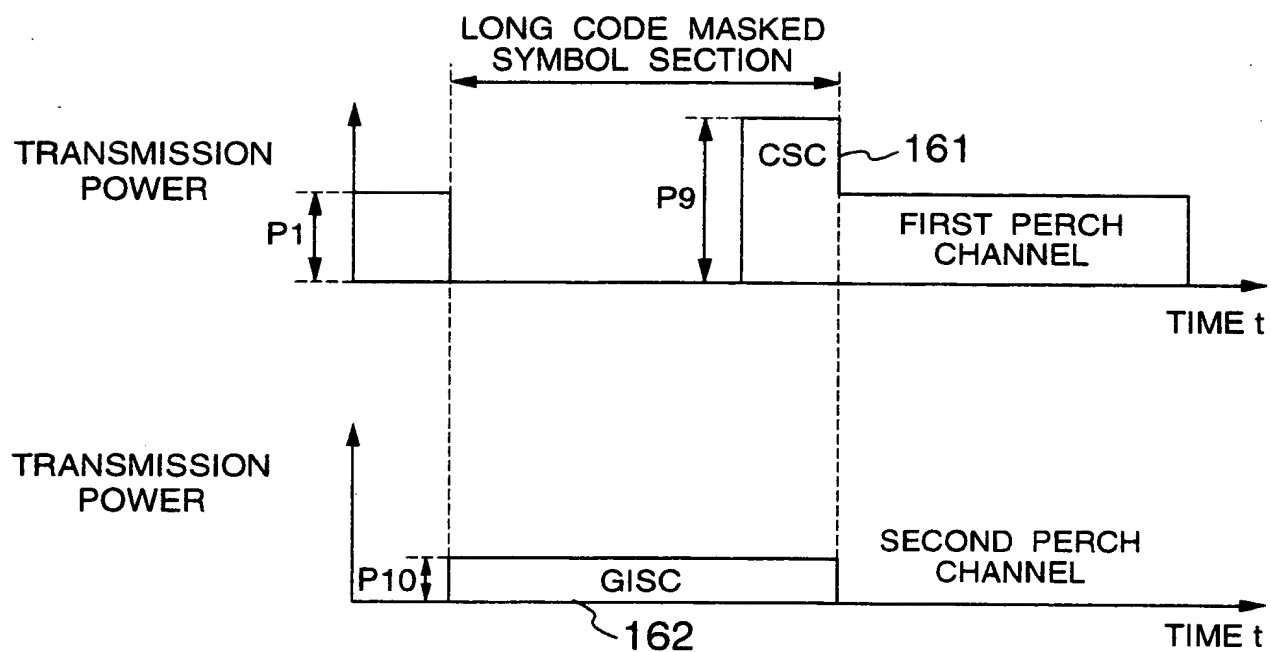 LONG CODE MASKED
SYMBOL SECTION
TRANSMISSION
POWER
P1
P9
CSC
161
FIRST PERCH
CHANNEL
TIME t
TRANSMISSION
POWER
P10
GISC
162
SECOND PERCH
CHANNEL
TIME t